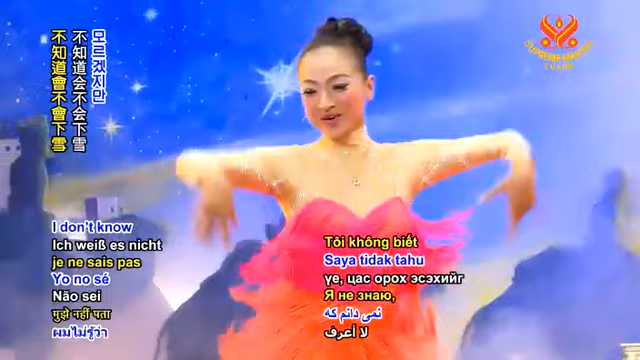 모르겠지만
不知道会不会下雪
不知道會不會下雪
SUPREME MASTER
I don't know
Ich weiß es nicht
je ne sais pas
Yo no sé
Não sei
मुझे नहीं पता
ผมไม่รู้ว่า
Tôi không biết
Saya tidak tahu
үе, цас орох эсэхийг
Я не знаю,
نمی دانم که
لا أعرف